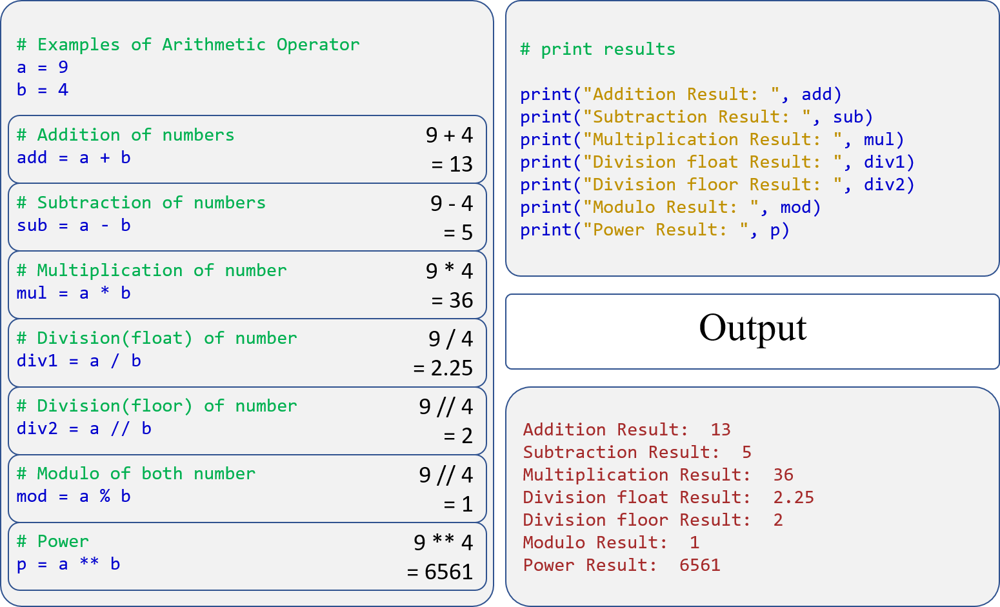 # Examples of Arithmetic Operator
a = 9
b = 4
# Addition of numbers
add = a + b
9 + 4
= 13
# Subtraction of numbers
sub = a - b
9 - 4
= 5
# Multiplication of number
mul = a * b
9 * 4
= 36
# Division(float) of number
div1 = a / b
9 / 4
= 2.25
# Division(floor) of number
div2 = a // b
9 // 4
= 2
# Modulo of both number
mod = a % b
9 // 4
= 1
# Power
p = a ** b
9 ** 4
= 6561
# print results
print("Addition Result: ", add)
print("Subtraction Result: ", sub)
print("Multiplication Result: ", mul)
print("Division float Result: ", div1)
print("Division floor Result: ", div2)
print("Modulo Result: ", mod)
print("Power Result: ", p)
Output
Addition Result:  13
Subtraction Result:  5
Multiplication Result:  36
Division float Result:  2.25
Division floor Result:  2
Modulo Result:  1
Power Result:  6561